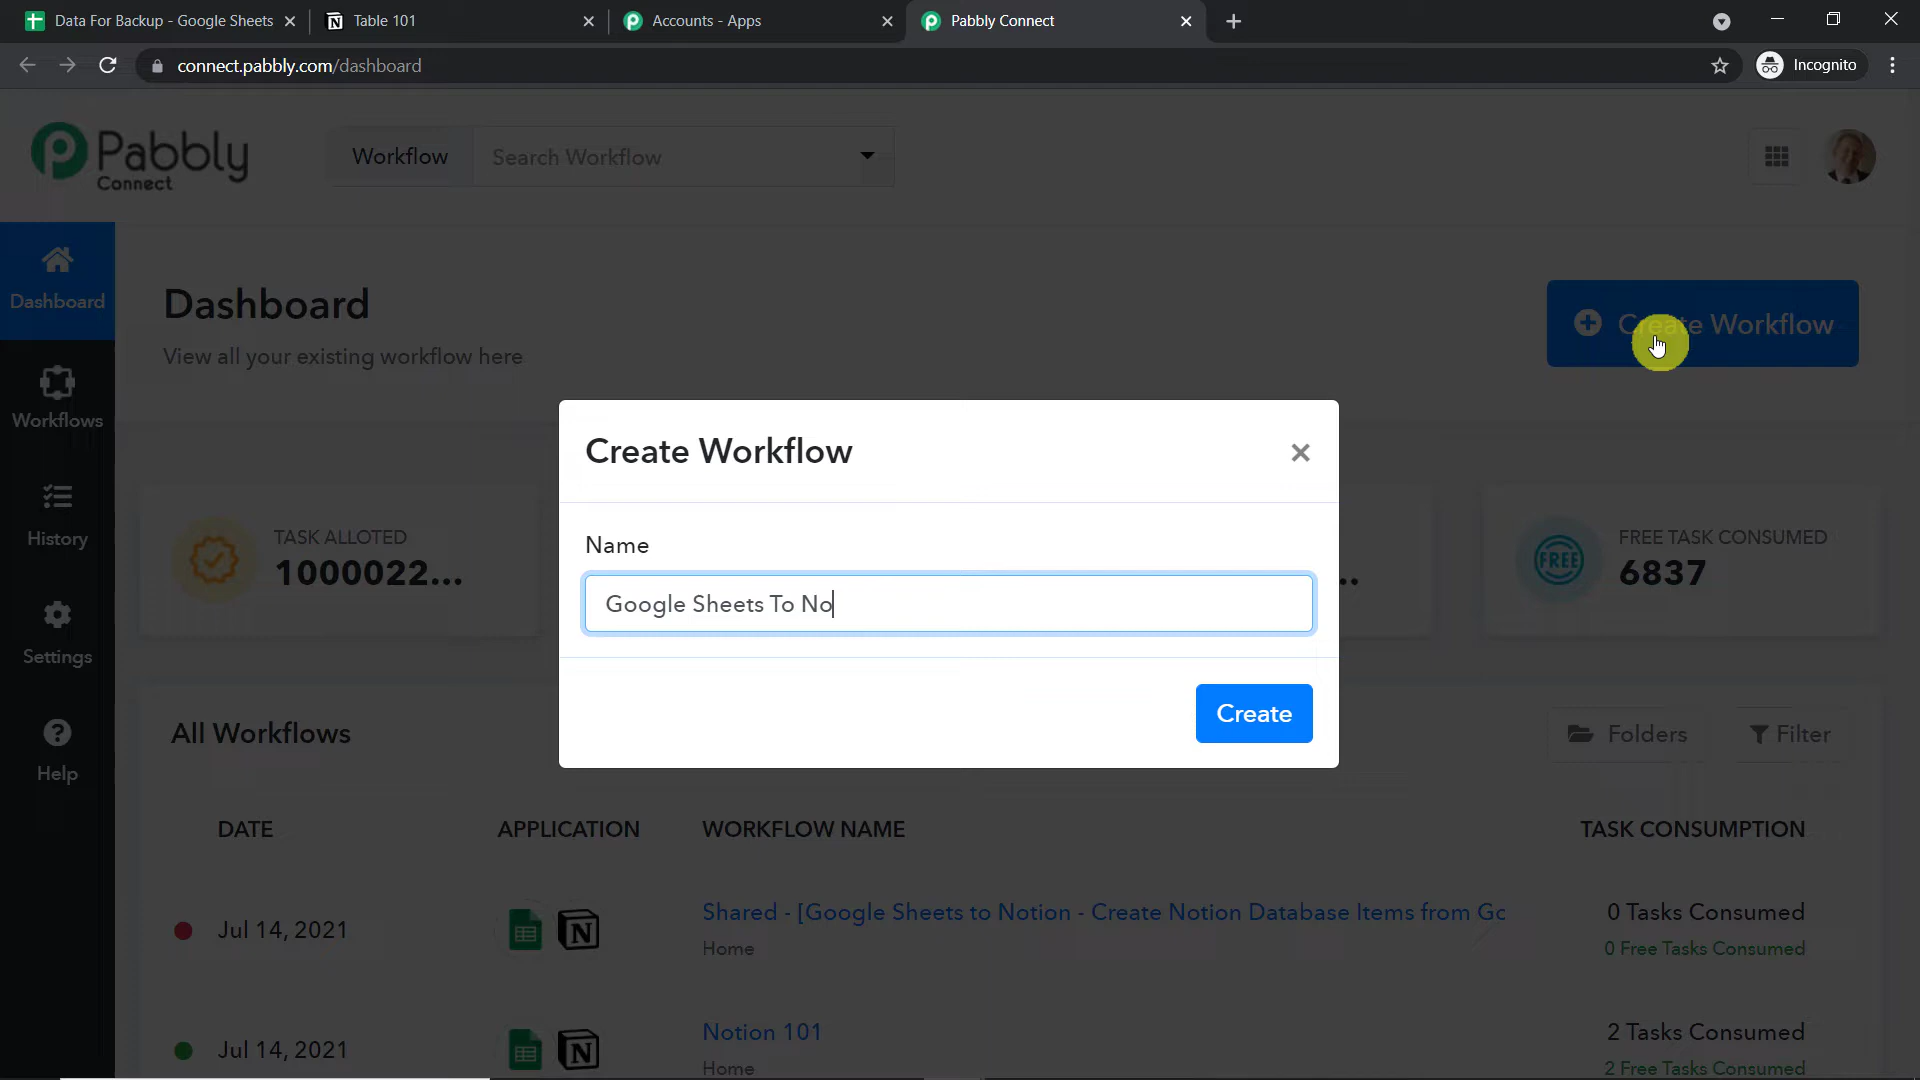 Data For Backup - Google Sheets
Table 101
Accounts - Apps
Pabbly Connect
connect.pabbly.com/dashboard
Incognito
Pabbly
Connect
Workflow
Search Workflow
Dashboard
Workflows
History
Settings
Help
Dashboard
View all your existing workflow here
Create Workflow
Create Workflow
Name
Google Sheets To No
Create
TASK ALLOTED
1000022...
..
FREE
FREE TASK CONSUMED
6837
All Workflows
Folders
Filter
DATE
APPLICATION
WORKFLOW NAME
TASK CONSUMPTION
Jul 14, 2021
Shared - [Google Sheets to Notion - Create Notion Database Items from Gc
0 Tasks Consumed
Home
0 Free Tasks Consumed
Jul 14, 2021
Notion 101
2 Tasks Consumed
Home
2 Free Tasks Consumed